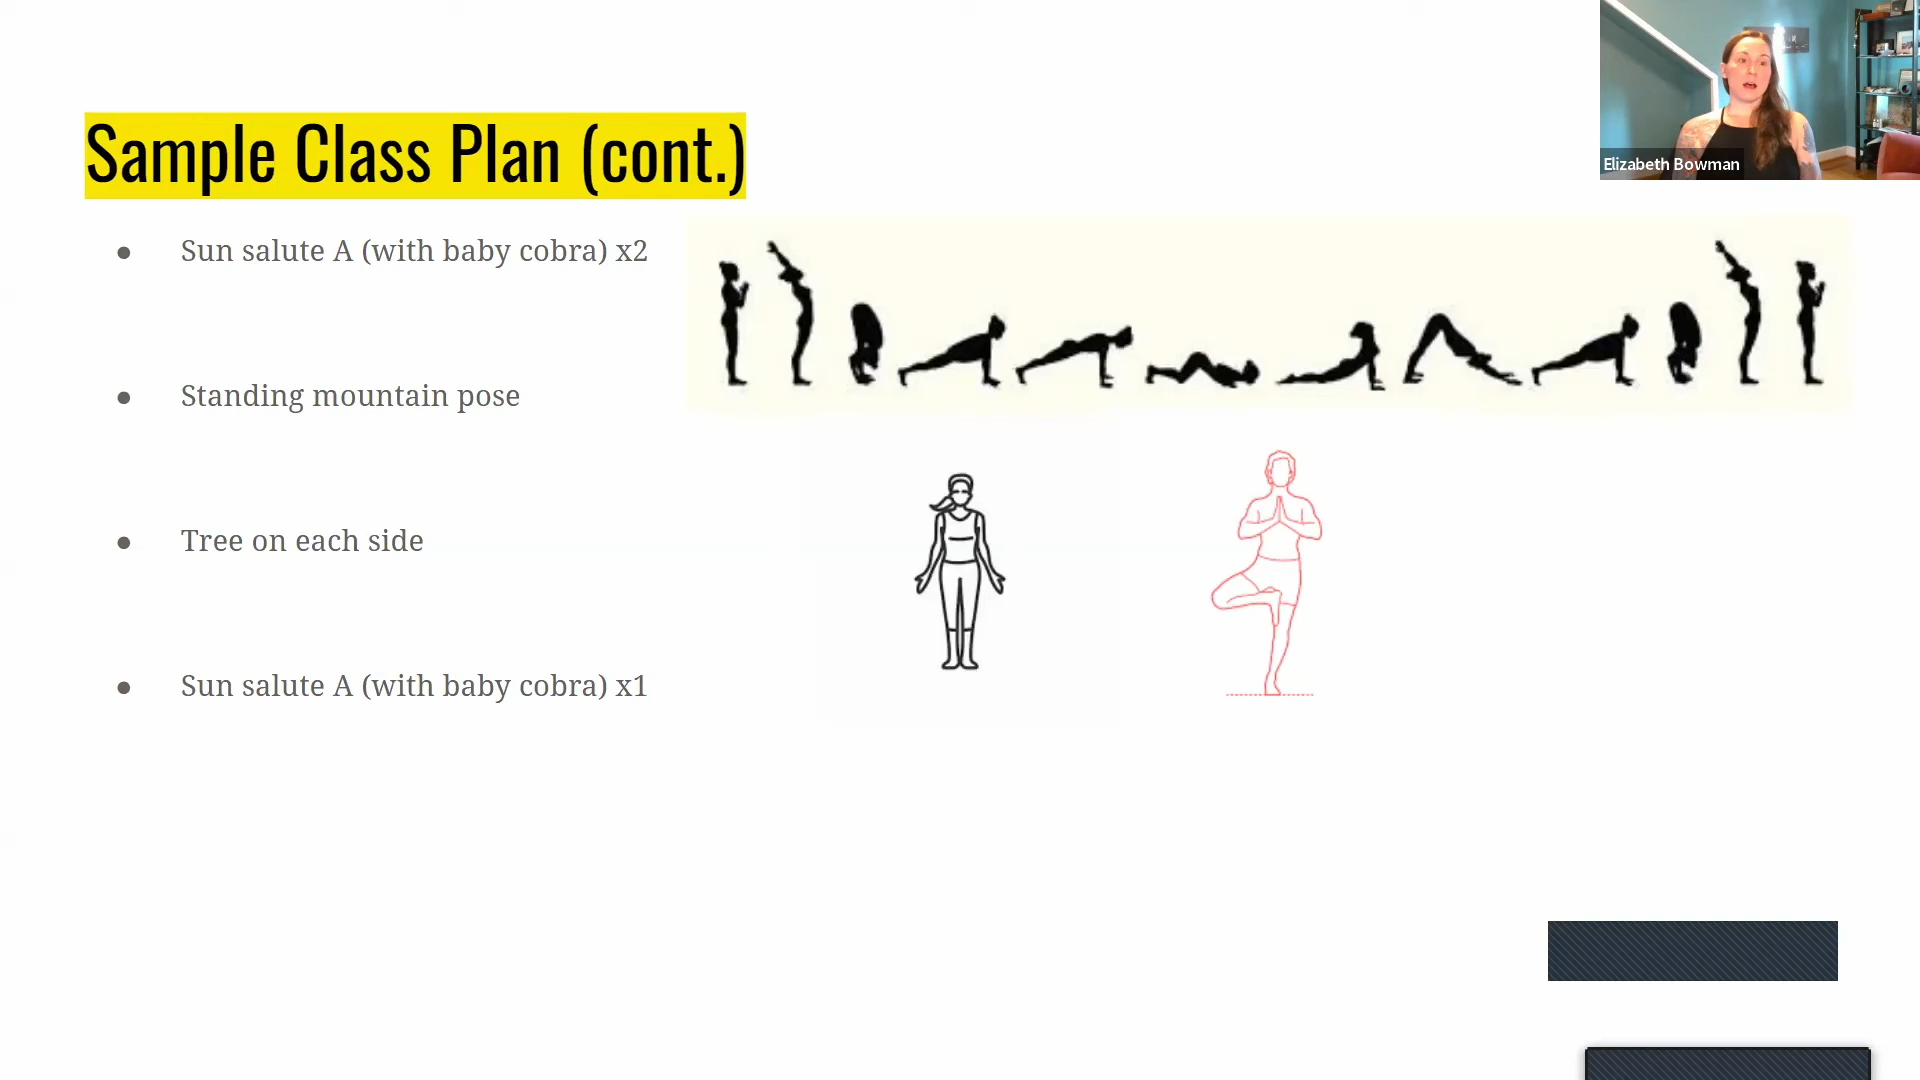 Sample Class Plan (cont.)
Elizabeth Bowman
● Sun salute A (with baby cobra) x2
● Standing mountain pose
● Tree on each side
● Sun salute A (with baby cobra) x1